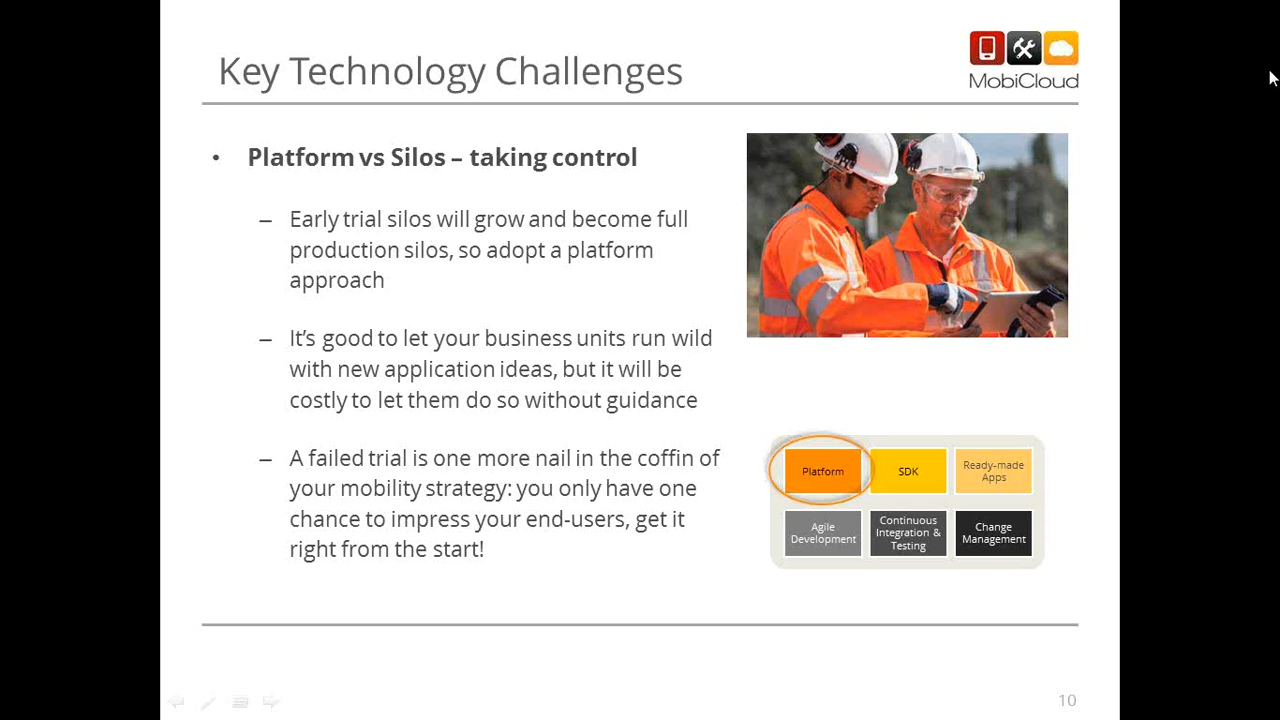 Key Technology Challenges
MobiCloud
• Platform vs Silos – taking control
– Early trial silos will grow and become full
production silos, so adopt a platform
approach
– It’s good to let your business units run wild
with new application ideas, but it will be
costly to let them do so without guidance
– A failed trial is one more nail in the coffin of
your mobility strategy: you only have one
chance to impress your end-users, get it
right from the start!
Platform
SDK
Ready-made
Apps
Agile
Development
Continuous
Integration &
Testing
Change
Management
10